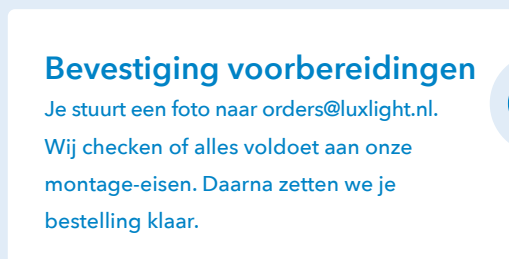 Bevestiging voorbereidingen
Je stuurt een foto naar orders@luxlight.nl.
Wij checken of alles voldoet aan onze
montage-eisen. Daarna zetten we je
bestelling klaar.